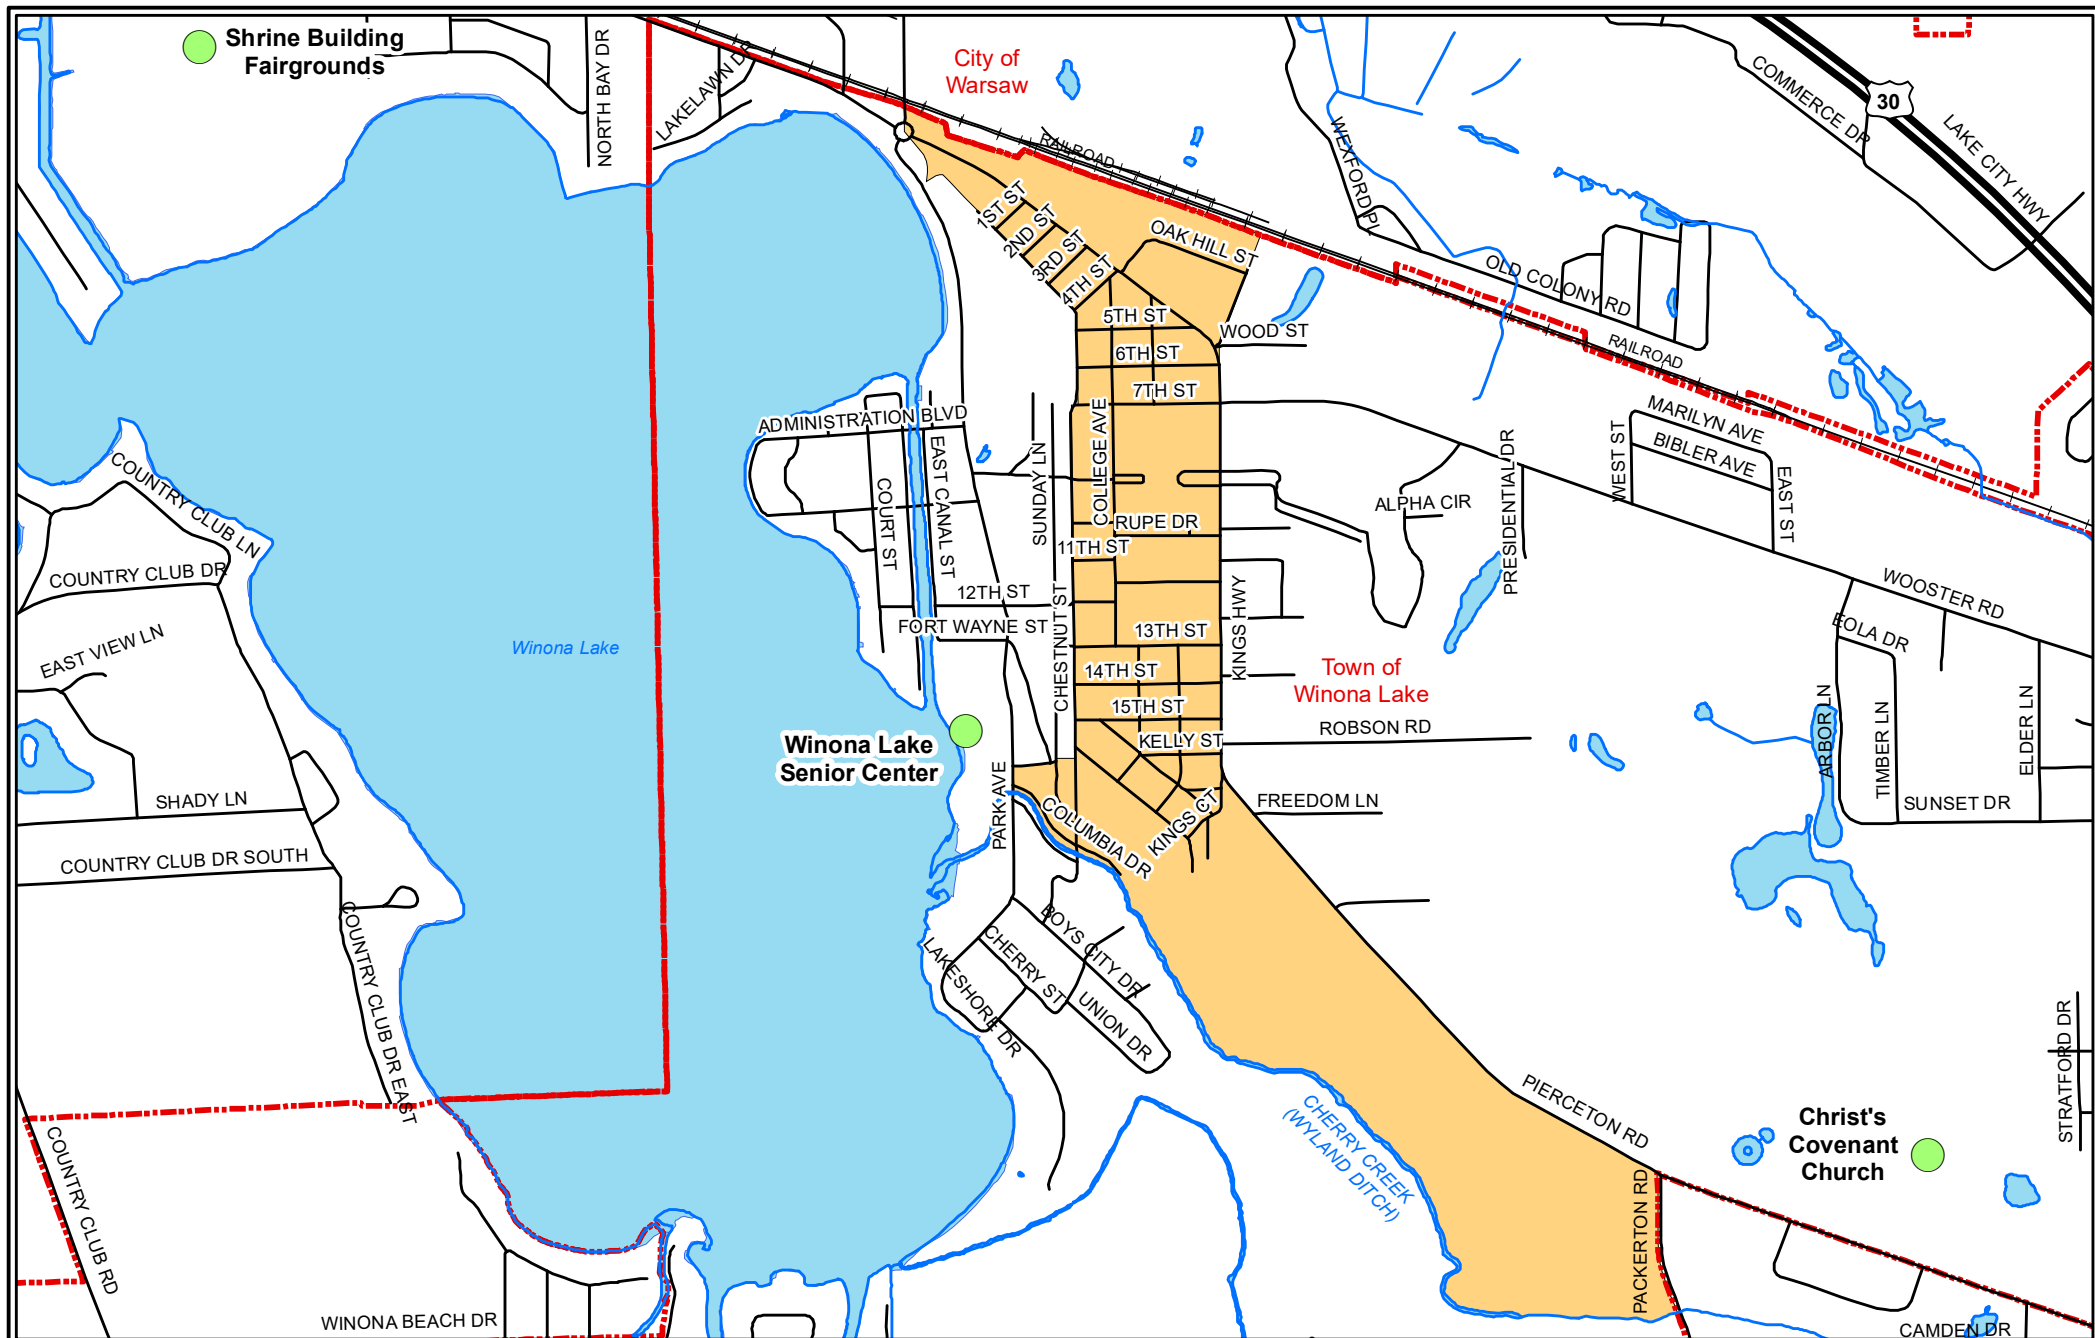 Shrine Building
Fairgrounds
NORTH BAY DR
LAKELAWN DR
City of
Warsaw
RAILROAD
WEXFORD PL
COMMERCE DR
30
LAKE CITY HWY
1ST ST
2ND ST
3RD ST
4TH ST
OAK HILL ST
OLD COLONY RD
RAILROAD
5TH ST
WOOD ST
6TH ST
7TH ST
MARILYN AVE
BIBLER AVE
WEST ST
EAST ST
ADMINISTRATION BLVD
COURT ST
EAST CANAL ST
SUNDAY LN
COLLEGE AVE
RUPE DR
11TH ST
ALPHA CIR
PRESIDENTIAL DR
WOOSTER RD
COUNTRY CLUB LN
COUNTRY CLUB DR
12TH ST
FORT WAYNE ST
CHESTNUT ST
13TH ST
KINGS HWY
EOLA DR
EAST VIEW LN
Winona Lake
14TH ST
15TH ST
Town of
Winona Lake
ROBSON RD
KELLY ST
ARBOR LN
TIMBER LN
ELDER LN
SUNSET DR
Winona Lake
Senior Center
PARK AVE
COLUMBIA DR
KINGS CT
FREEDOM LN
SHADY LN
COUNTRY CLUB DR SOUTH
COUNTRY CLUB DR EAST
BOYS CITY DR
CHERRY ST
UNION DR
LAKESHORE DR
STRATFORD DR
PIERCETON RD
CHERRY CREEK
(WYLAND DITCH)
Christ's
Covenant
Church
COUNTRY CLUB RD
PACKERTON RD
WINONA BEACH DR
CAMDEN DR